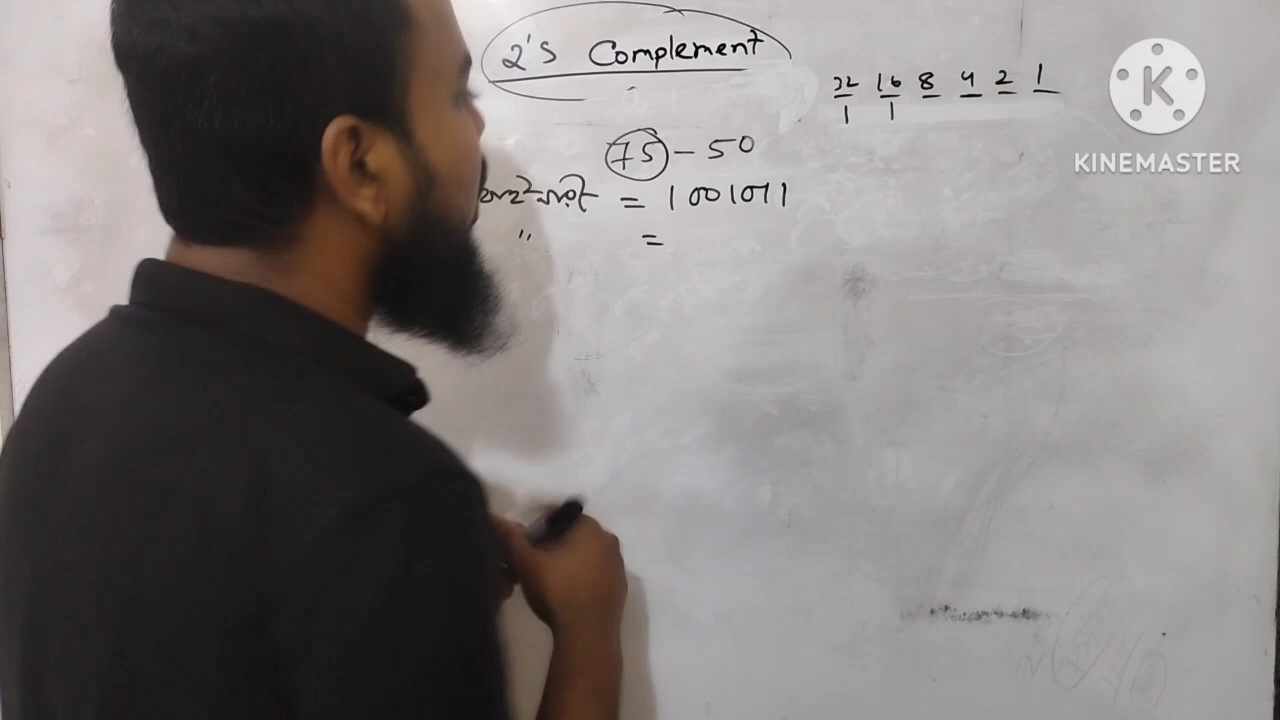 2's Complement
32 16 8 4 2 1
1 1
75 - 50
= 1001011
" =
KINEMASTER